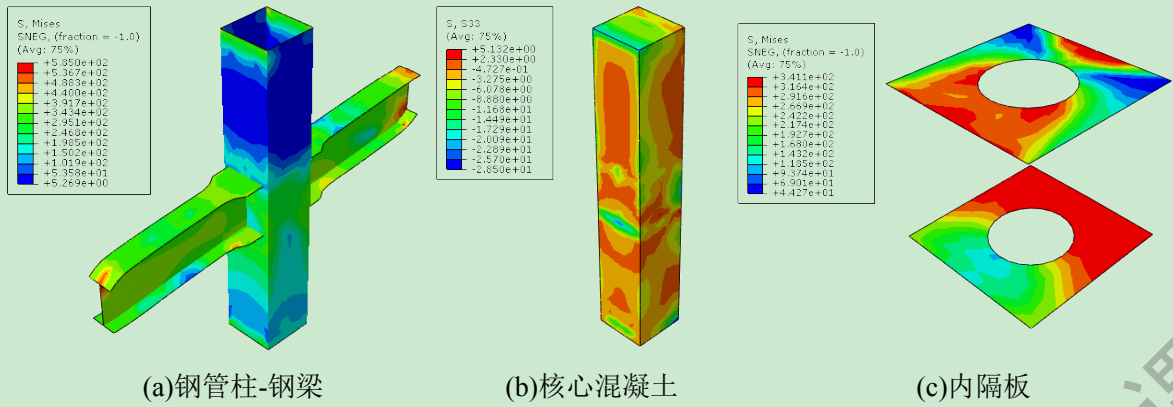 S, Mises
SNEG, (fraction = -1.0)
(Avg: 75%)
+5.850e+02
+5.367e+02
+4.883e+02
+4.400e+02
+3.917e+02
+3.434e+02
+2.951e+02
+2.468e+02
+1.985e+02
+1.502e+02
+1.019e+02
+5.358e+01
+5.269e+00
S, S33
(Avg: 75%)
+5.132e+00
+2.330e+00
-4.727e-01
-3.275e+00
-6.078e+00
-8.880e+00
-1.168e+01
-1.449e+01
-1.729e+01
-2.009e+01
-2.289e+01
-2.570e+01
-2.850e+01
S, Mises
SNEG, (fraction = -1.0)
(Avg: 75%)
+3.411e+02
+3.164e+02
+2.916e+02
+2.669e+02
+2.422e+02
+2.174e+02
+1.927e+02
+1.680e+02
+1.432e+02
+1.185e+02
+9.374e+01
+6.901e+01
+4.427e+01
(a)钢管柱-钢梁
(b)核心混凝土
(c)内隔板